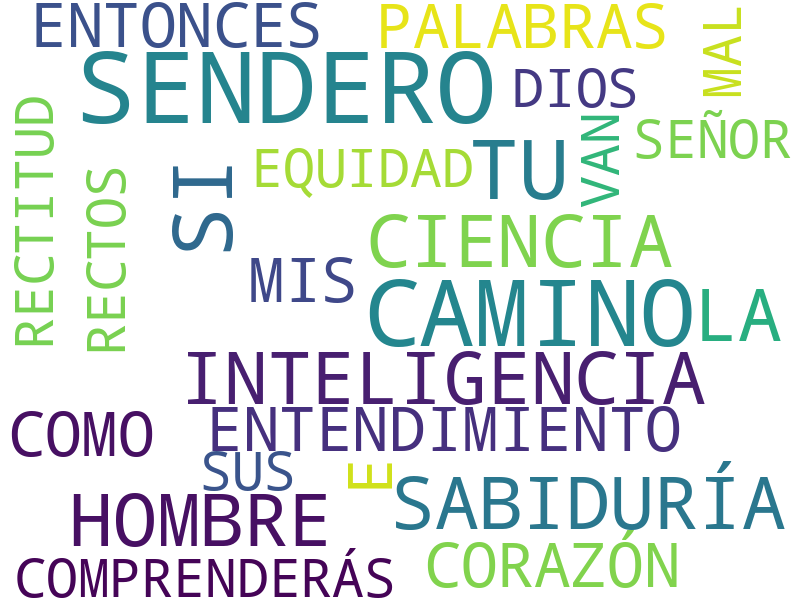 ENTONCES
PALABRAS
MAL
SENDERO
DIOS
RECTITUD
VAN
SEÑOR
EQUIDAD
TU
RECTOS
SI
CIENCIA
MIS
CAMINO
LA
INTELIGENCIA
COMO
ENTENDIMIENTO
SUS
E
SABIDURÍA
HOMBRE
CORAZÓN
COMPRENDERÁS